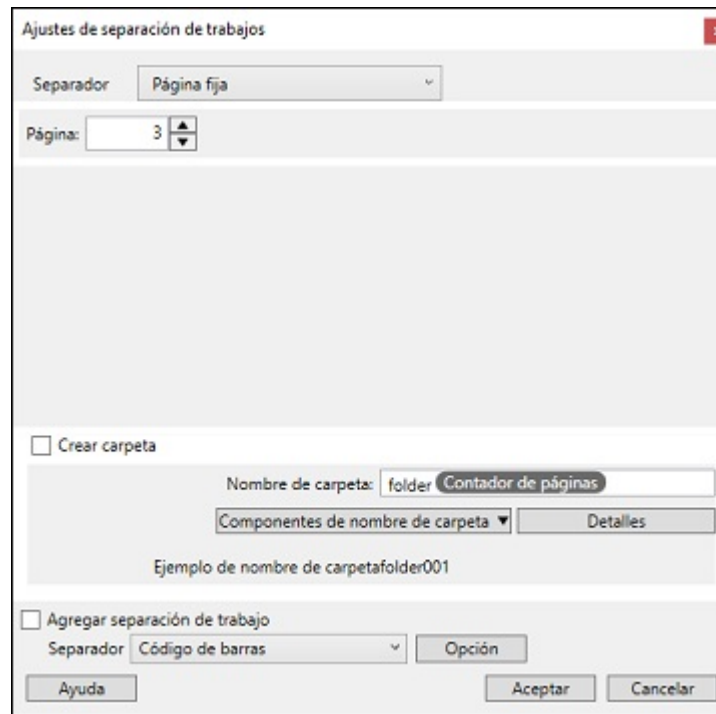 Ajustes de separación de trabajos
Separador Página fija
Página: 3
Crear carpeta
Nombre de carpeta: folder Contador de páginas
Componentes de nombre de carpeta Detalles
Ejemplo de nombre de carpetafolder001
Agregar separación de trabajo
Separador Código de barras Opción
Ayuda Aceptar Cancelar